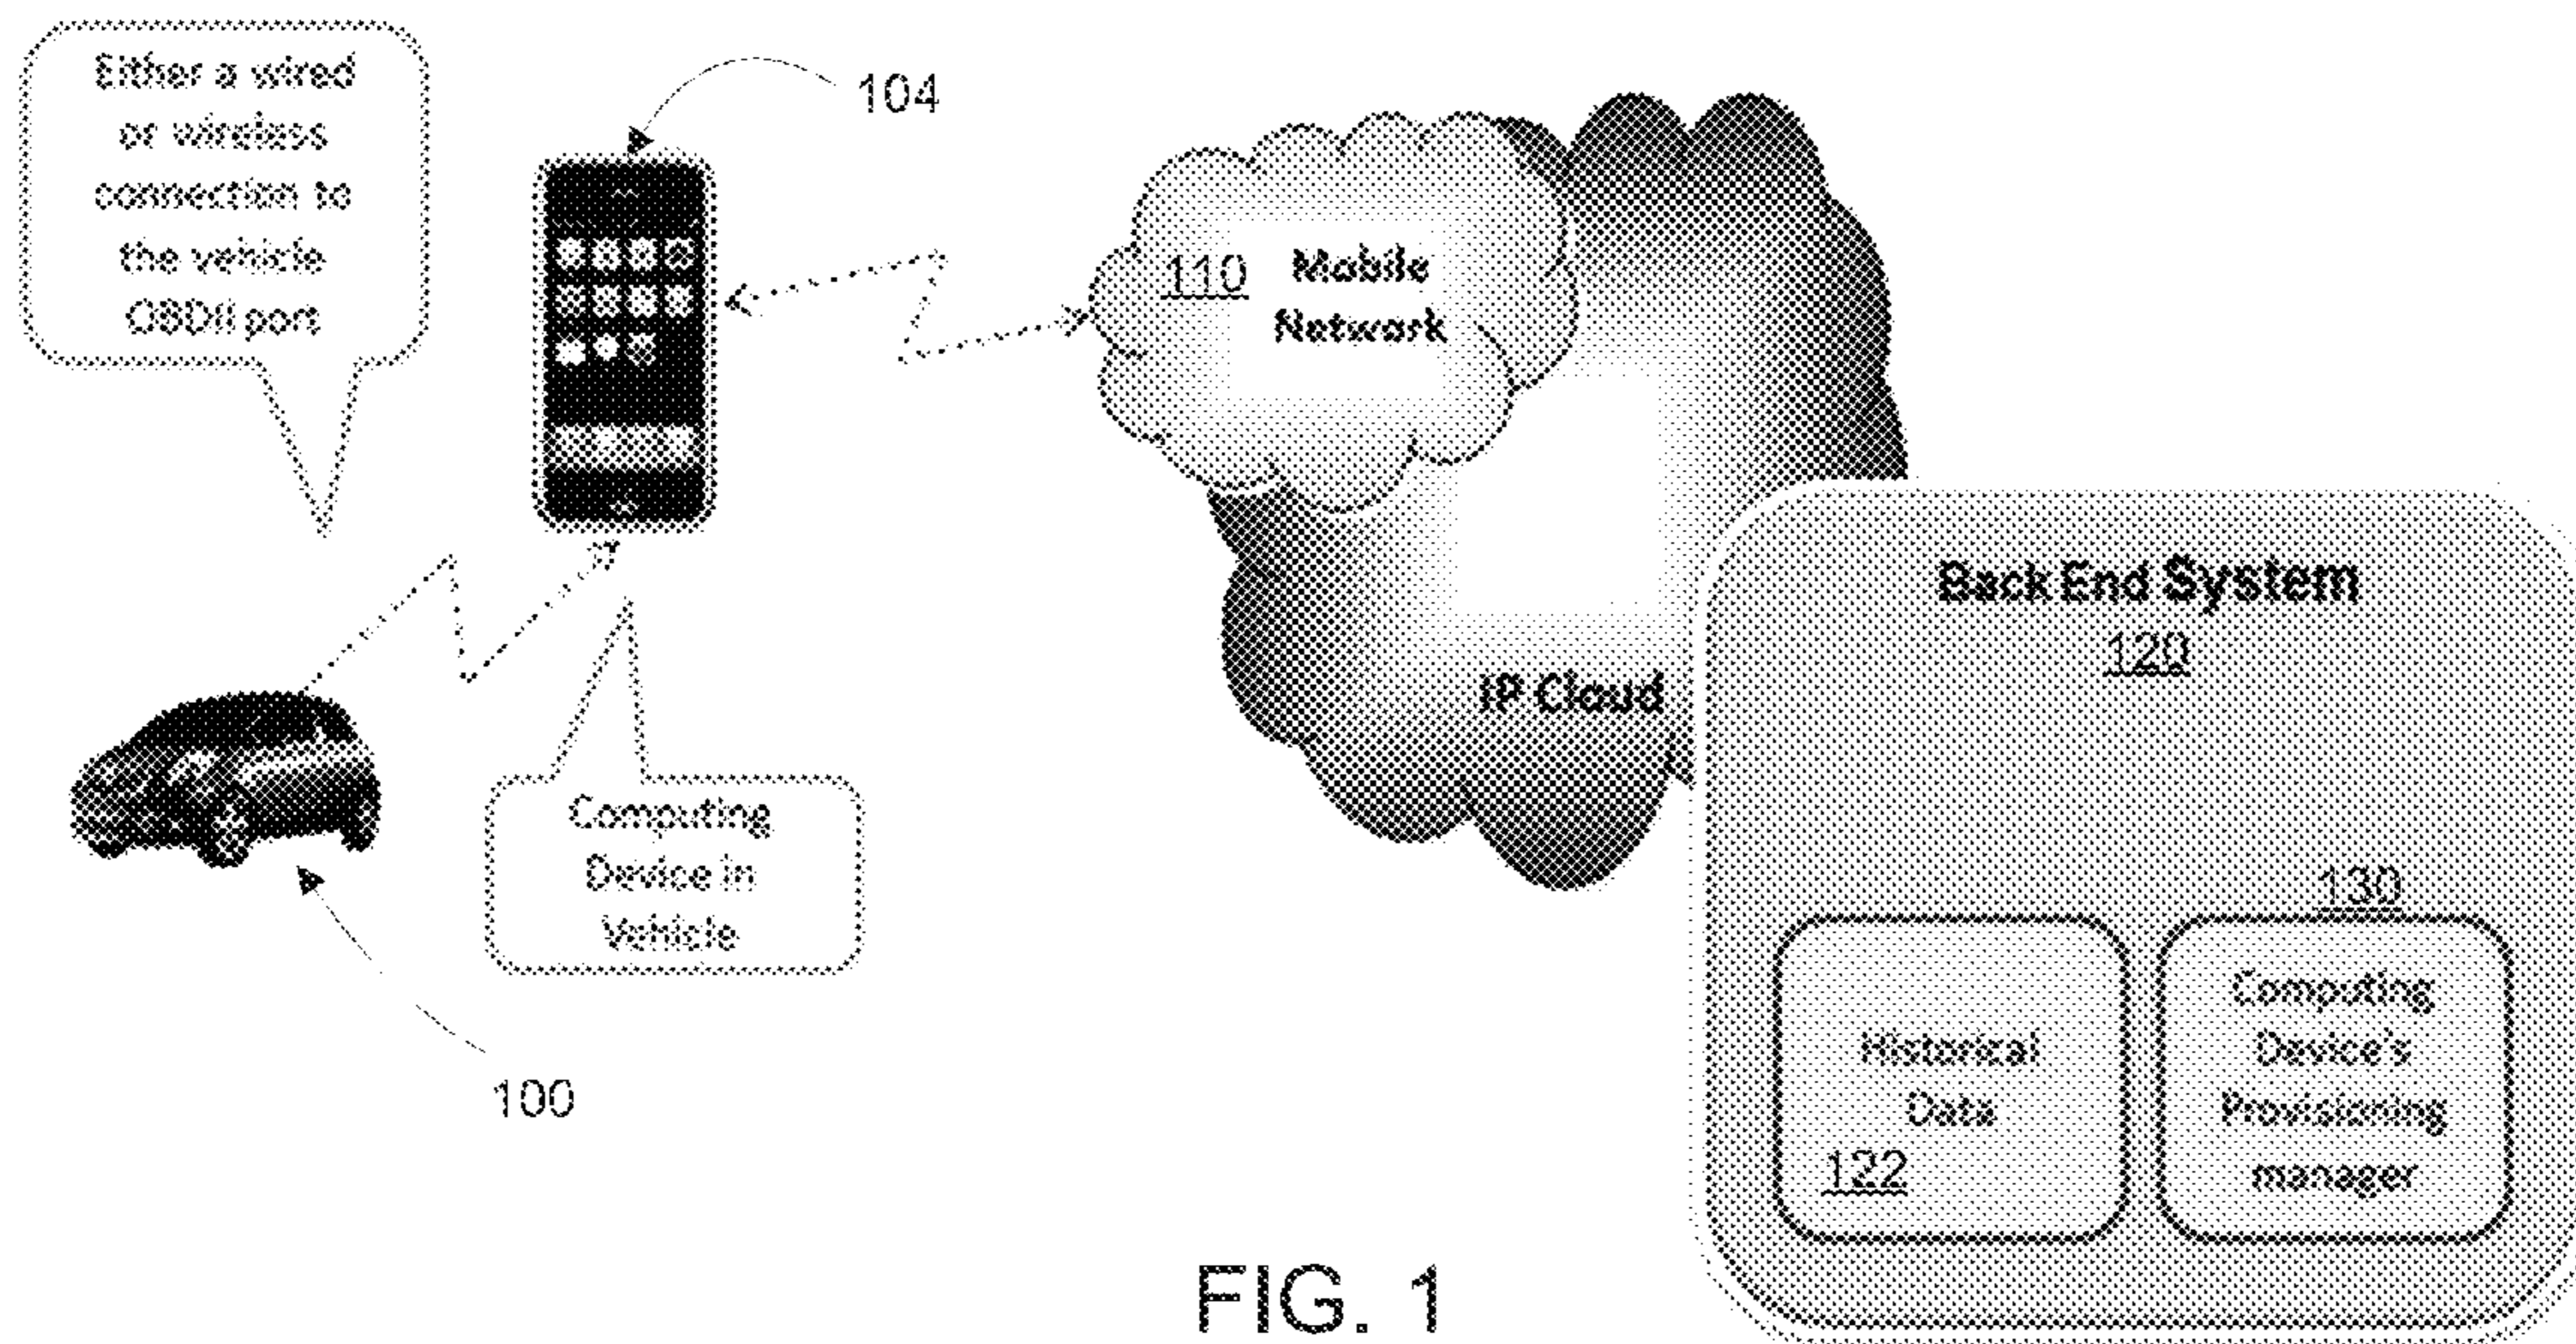 Either a wired
or wireless
connection to
the vehicle
OBDII port
104
110 Mobile
Network
IP Cloud
Back End System
120
Computing
Device in
Vehicle
100
Historical
Data
122
130
Computing
Device's
Provisioning
manager
FIG. 1